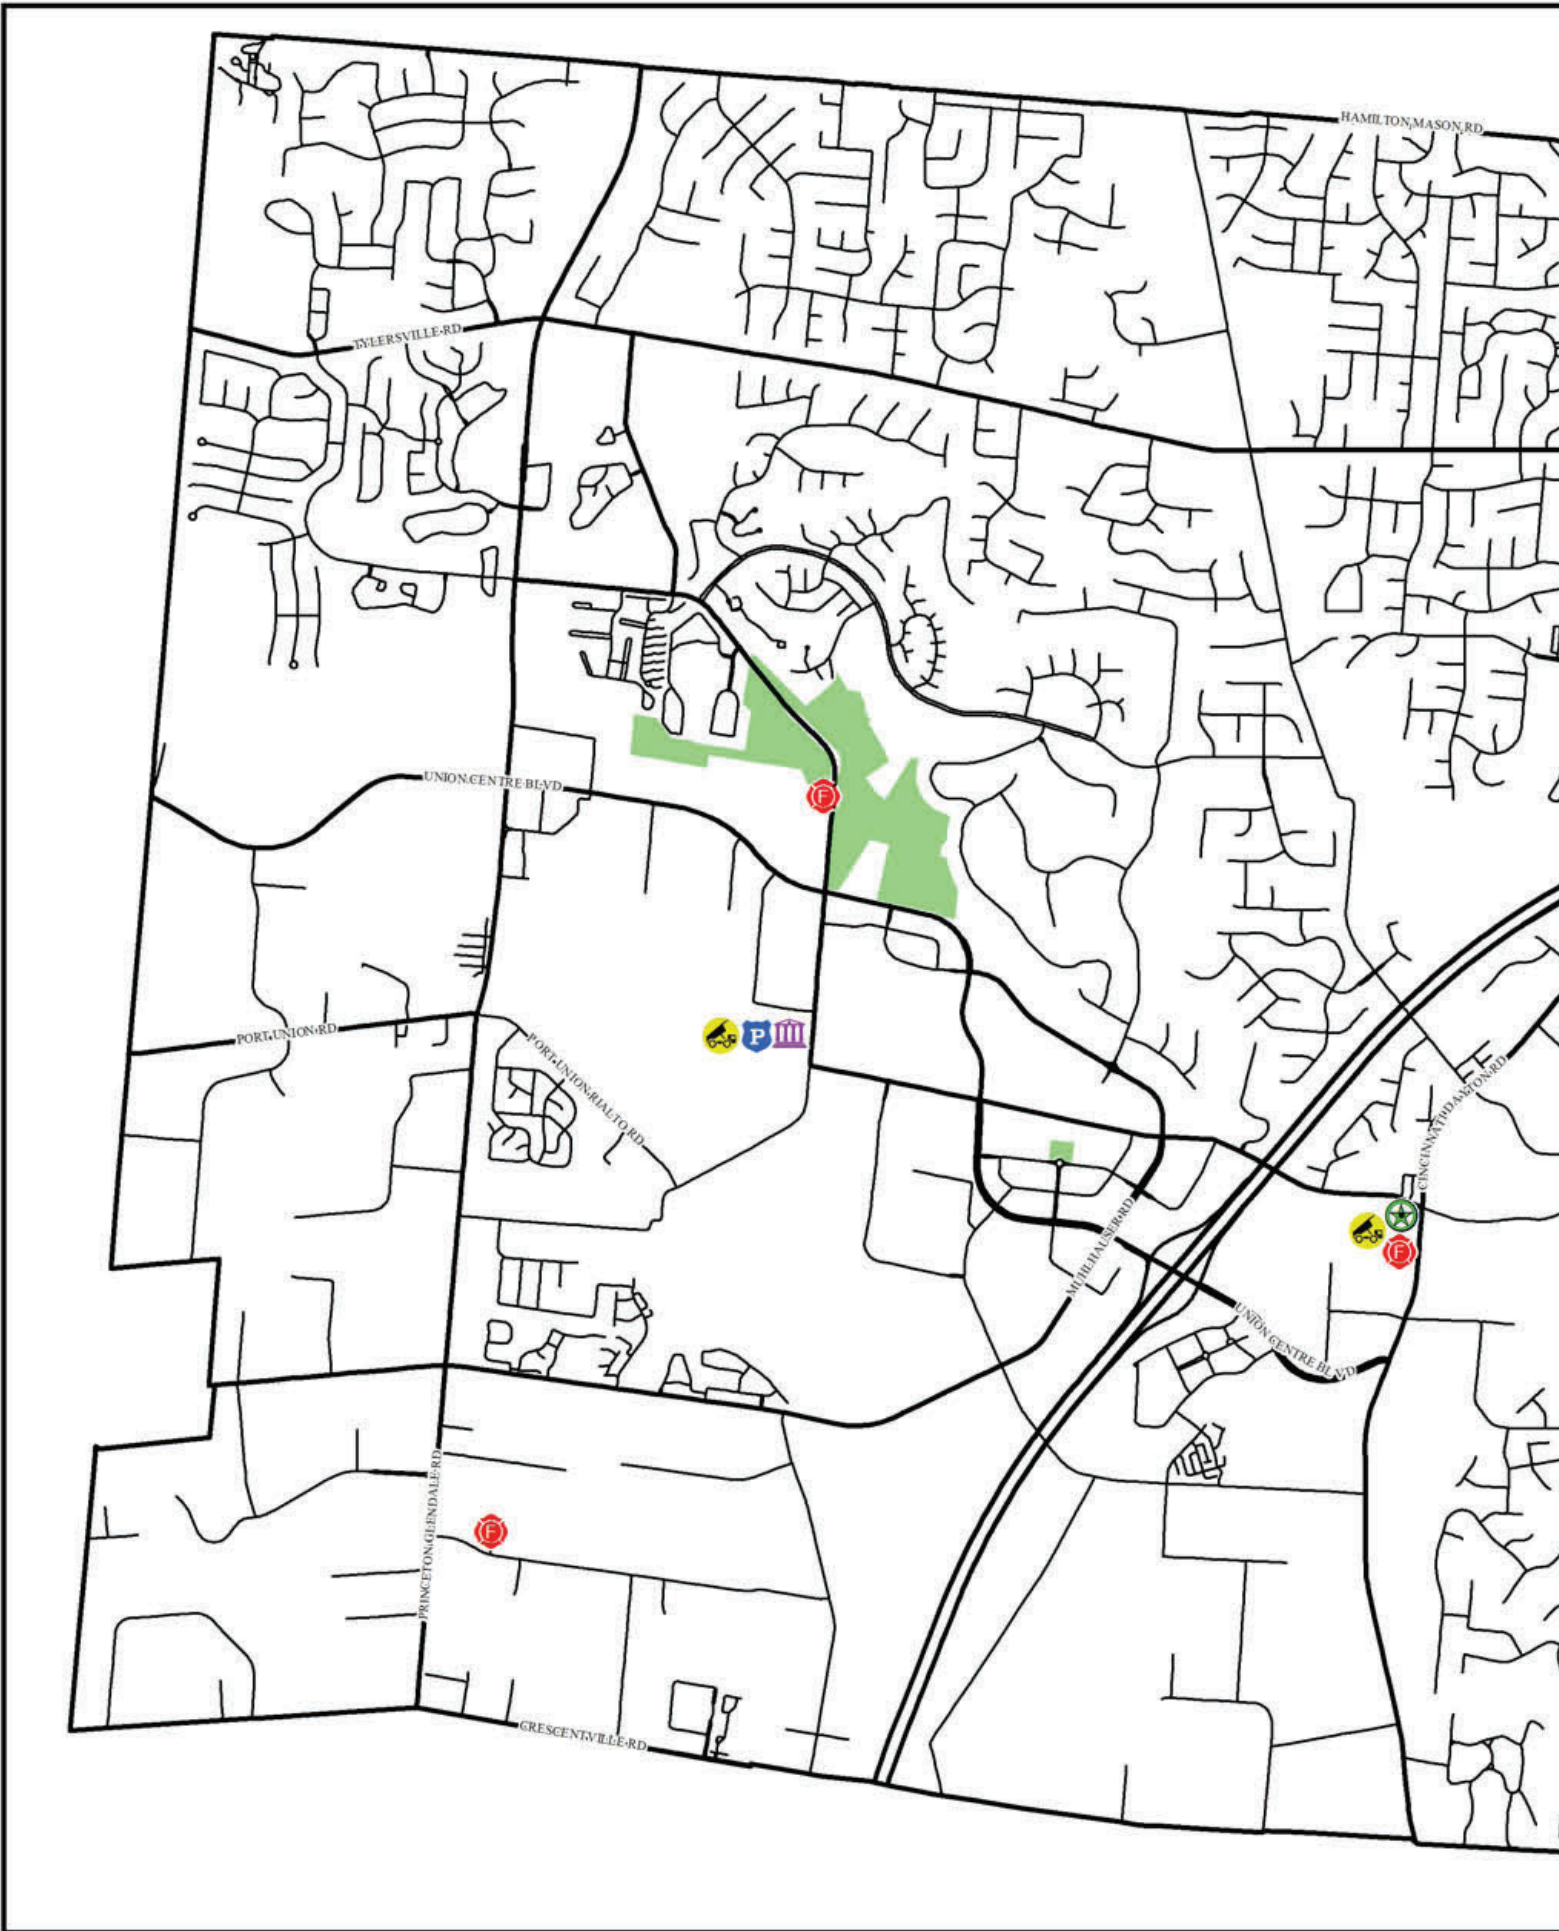 HAMILTON MASON RD
TYLERSVILLE RD
UNION CENTRE BLVD
PORT UNION RD
PORT UNION RIALTO RD
P
CINCINNATI DAYTON RD
MUHLHAUSER RD
F
F
UNION CENTRE BLVD
PRINCETON GLENDALE RD
F
CRESCENTVILLE RD